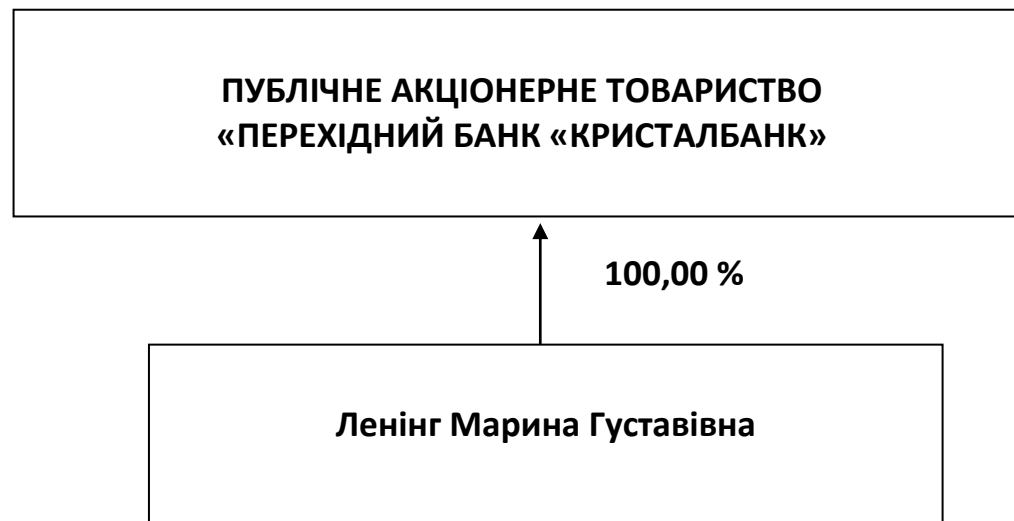 ПУБЛІЧНЕ АКЦІОНЕРНЕ ТОВАРИСТВО
«ПЕРЕХІДНИЙ БАНК «КРИСТАЛБАНК»
100,00 %
Ленінг Марина Густавівна